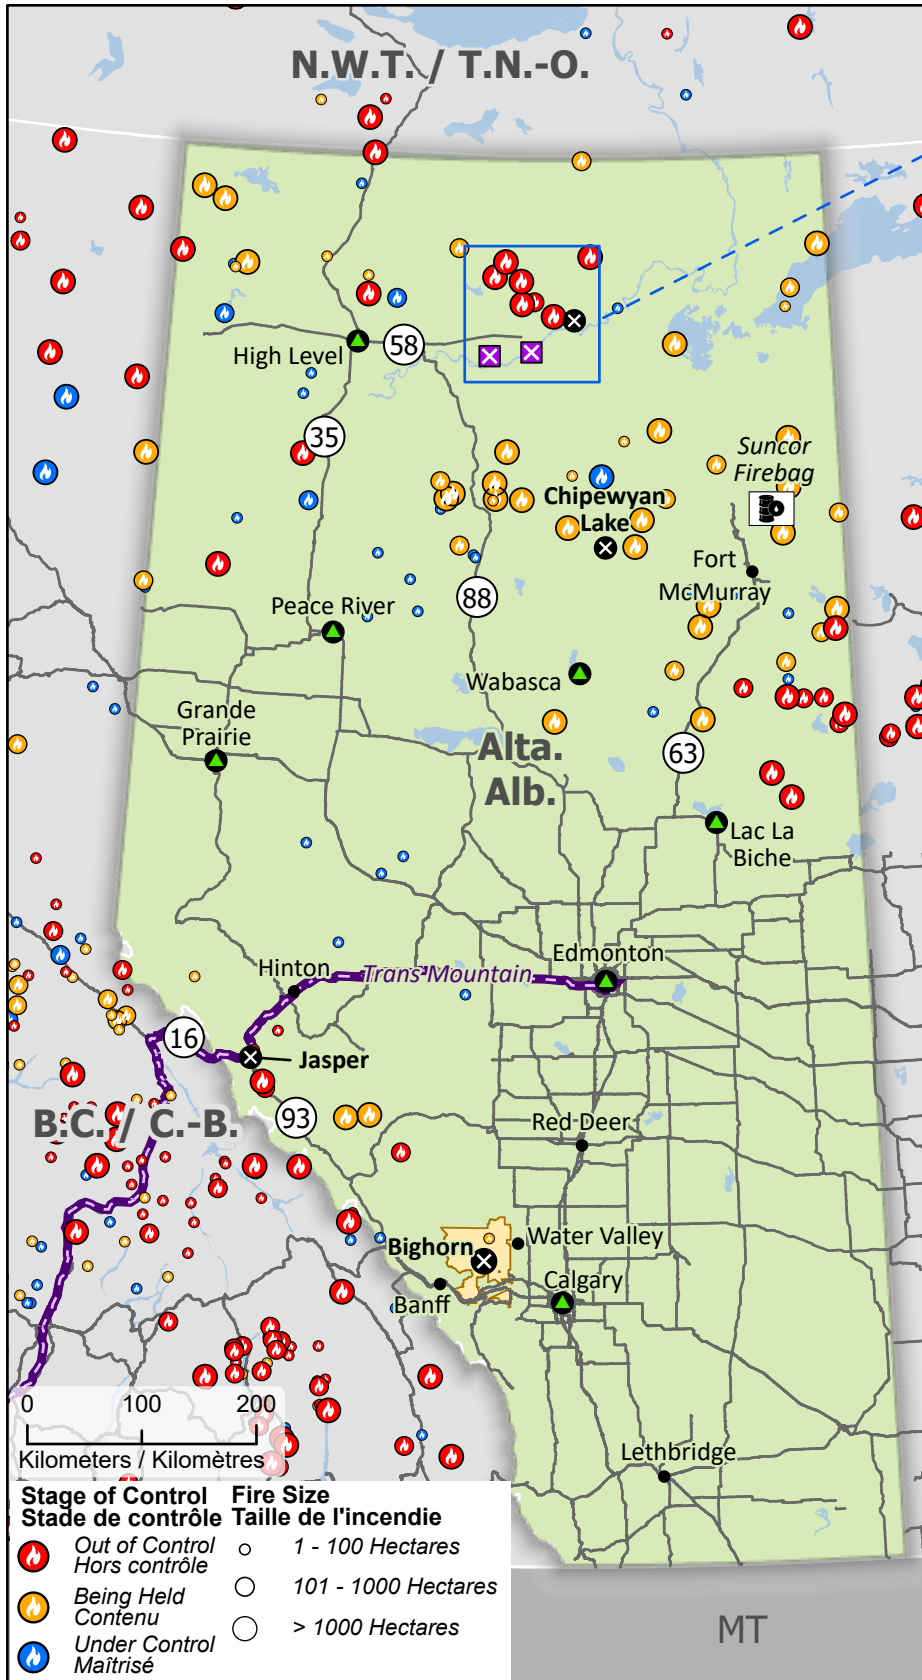 N.W.T. / T.N.-O.
High Level
58
35
Suncor
Firebag
Chipewyan
Lake
Fort
McMurray
88
Peace River
Wabasca
Grande
Prairie
Alta.
Alb.
63
Lac La
Biche
Edmonton
Hinton
Trans Mountain
16
Jasper
93
B.C. / C.-B.
Red Deer
Bighorn
Water Valley
Banff
Calgary
0 100 200
Kilometers / Kilomètres
Lethbridge
Stage of Control
Stade de contrôle
Out of Control
Hors contrôle
Being Held
Contenu
Under Control
Maîtrisé
Fire Size
Taille de l'incendie
1 - 100 Hectares
101 - 1000 Hectares
> 1000 Hectares
MT